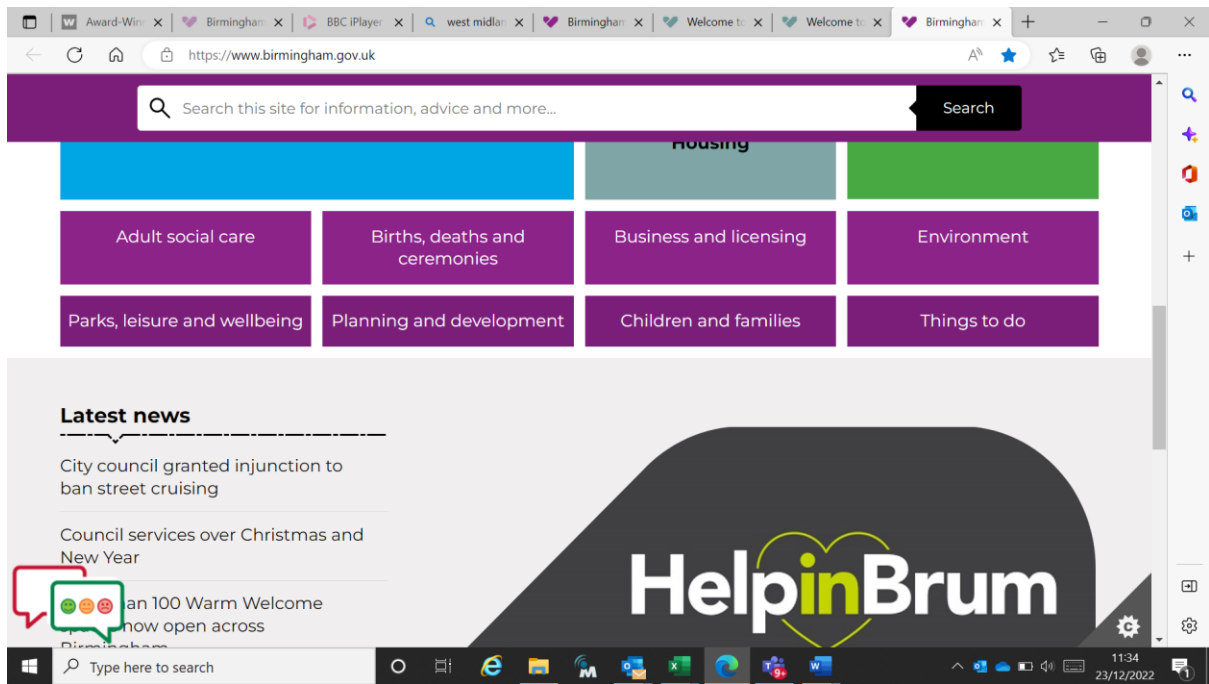 Award-Win
Birmingham
BBC iPlayer
west midlan
Birmingham
Welcome to
Welcome to
Birmingham
https://www.birmingham.gov.uk
Search this site for information, advice and more...
Search
Housing
Adult social care
Births, deaths and
ceremonies
Business and licensing
Environment
Parks, leisure and wellbeing
Planning and development
Children and families
Things to do
Latest news
City council granted injunction to
ban street cruising
Council services over Christmas and
New Year
an 100 Warm Welcome
now open across
Birmingham
HelpinBrum
Type here to search
11:34
23/12/2022